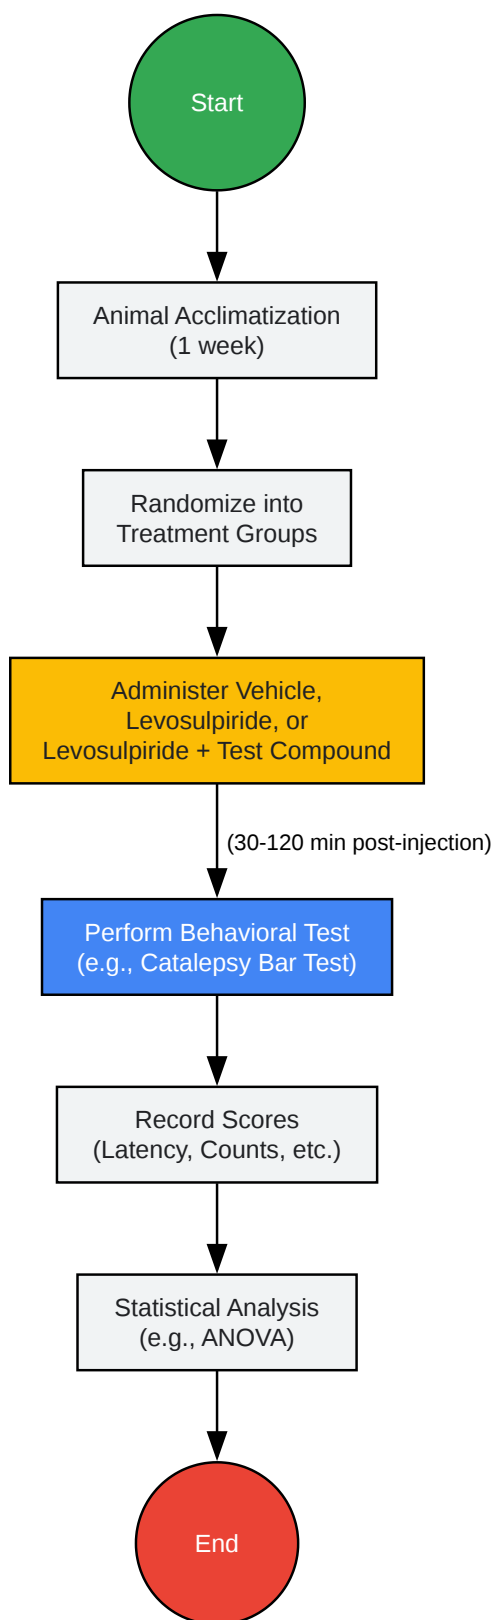 Start
Animal Acclimatization
(1 week)
Randomize into
Treatment Groups
Administer Vehicle,
Levosulpiride, or
Levosulpiride + Test Compound
(30-120 min post-injection)
Perform Behavioral Test
(e.g., Catalepsy Bar Test)
Record Scores
(Latency, Counts, etc.)
Statistical Analysis
(e.g., ANOVA)
End